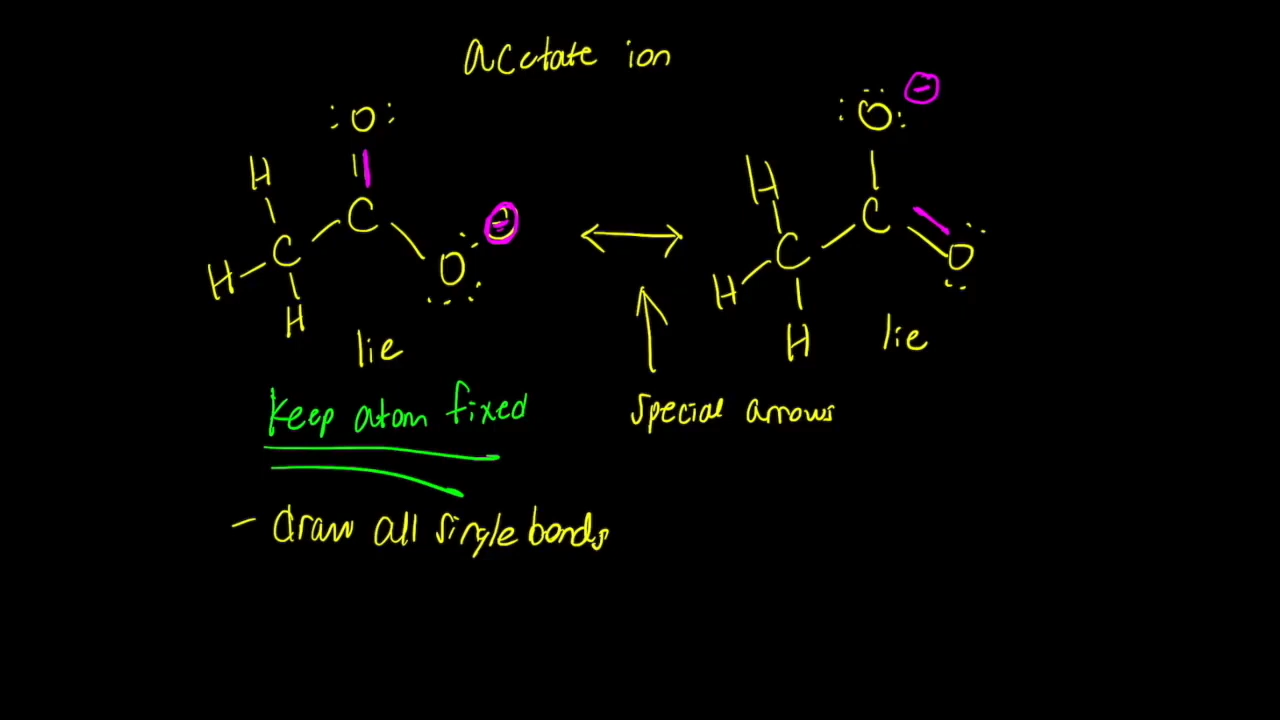 acetate ion
:O:
H
C
H
C
O
⊖
H
lie
:O:
⊖
H
C
C
O
H
H
lie
Keep atom fixed
special arrows
- draw all single bonds